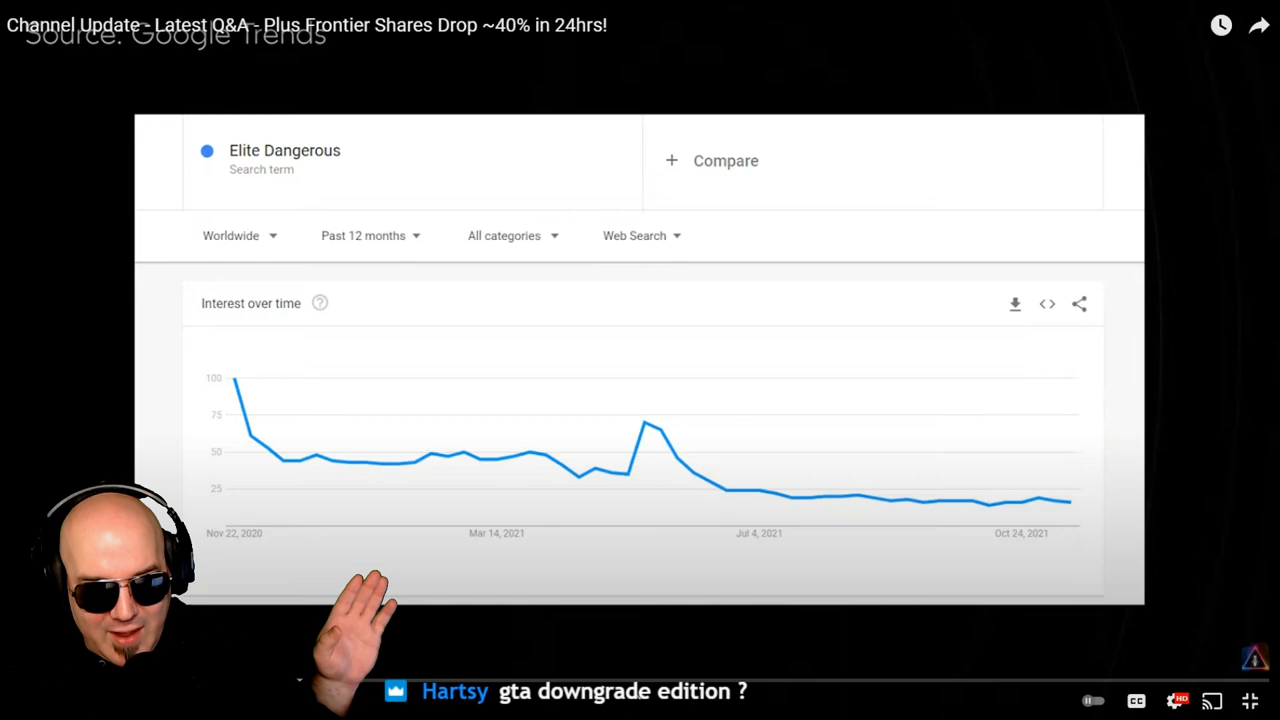 Channel Update - Latest Q&A - Plus Frontier Shares Drop ~40% in 24hrs!
Source: Google Trends
Elite Dangerous
Search term
+ Compare
Worldwide Past 12 months All categories Web Search
Interest over time ?
100
75
50
25
Nov 22, 2020 Mar 14, 2021 Jul 4, 2021 Oct 24, 2021
Hartsy gta downgrade edition ?
CC HD